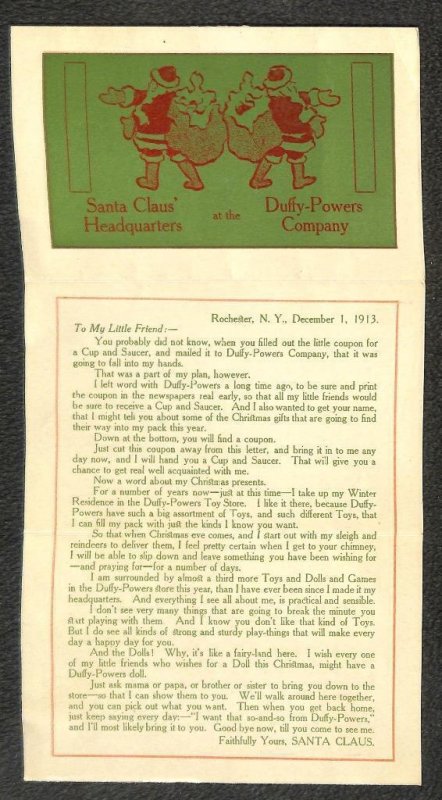 Santa Claus' Headquarters
at the
Duffy-Powers Company
Rochester, N. Y., December 1, 1913.
To My Little Friend:—
You probably did not know, when you filled out the little coupon for
a Cup and Saucer, and mailed it to Duffy-Powers Company, that it was
going to fall into my hands.
That was a part of my plan, however.
I left word with Duffy-Powers a long time ago, to be sure and print
the coupon in the newspapers real early, so that all my little friends would
be sure to receive a Cup and Saucer. And I also wanted to get your name,
that I might tell you about some of the Christmas gifts that are going to find
their way into my pack this year.
Down at the bottom, you will find a coupon.
Just cut this coupon away from this letter, and bring it in to me any
day now, and I will hand you a Cup and Saucer. That will give you a
chance to get real well acquainted with me.
Now a word about my Christmas presents.
For a number of years now—just at this time—I take up my Winter
Residence in the Duffy-Powers Toy Store. I like it there, because Duffy-
Powers have such a big assortment of Toys, and such different Toys, that
I can fill my pack with just the kinds I know you want.
So that when Christmas eve comes, and I start out with my sleigh and
reindeers to deliver them, I feel pretty certain when I get to your chimney,
I will be able to slip down and leave something you have been wishing for
—and praying for—for a number of days.
I am surrounded by almost a third more Toys and Dolls and Games
in the Duffy-Powers store this year, than I have ever been since I made it my
headquarters. And everything I see all about me, is practical and sensible.
I don't see very many things that are going to break the minute you
start playing with them. And I know you don't like that kind of Toys.
But I do see all kinds of strong and sturdy play-things that will make every
day a happy day for you.
And the Dolls! Why, it's like a fairy-land here. I wish every one
of my little friends who wishes for a Doll this Christmas, might have a
Duffy-Powers doll.
Just ask mama or papa, or brother or sister to bring you down to the
store—so that I can show them to you. We'll walk around here together,
and you can pick out what you want. Then when you get back home,
just keep saying every day:—"I want that so-and-so from Duffy-Powers,"
and I'll most likely bring it to you. Good bye now, till you come to see me.
Faithfully Yours, SANTA CLAUS.